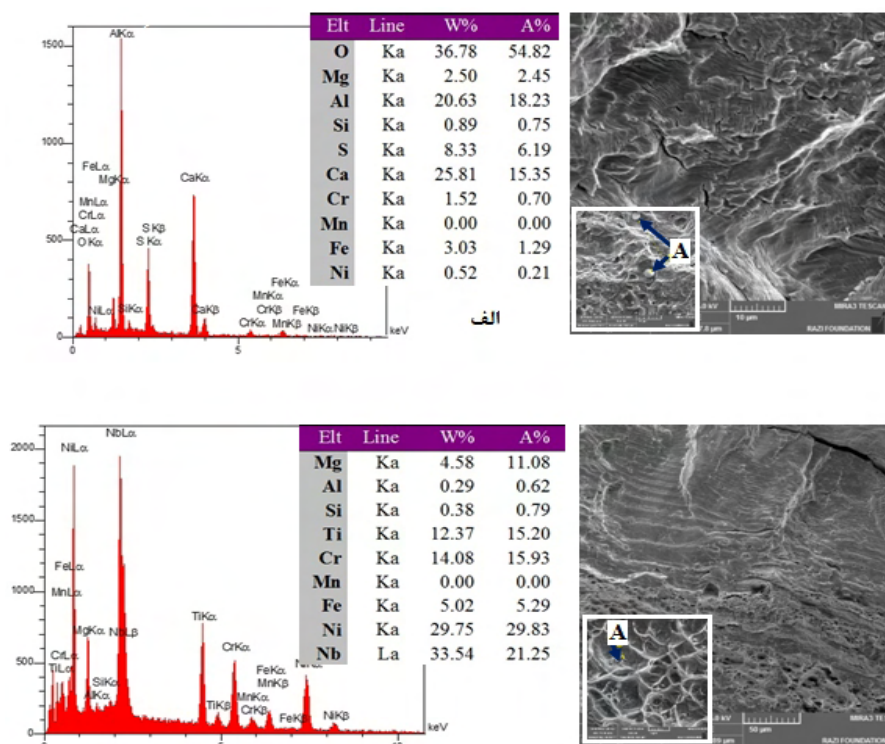 1500
1000
500
0
0
5
keV
AlKα
FeLα
MgKα
MnLα
CrLα
CaLα
O Kα
NiLα
SiKα
S Kβ
S Kα
CaKα
CaKβ
FeKα
MnKα
CrKβ
FeKβ
CrKα
MnKβ
NiKα NiKβ
Elt Line W% A%
O Ka 36.78 54.82
Mg Ka 2.50 2.45
Al Ka 20.63 18.23
Si Ka 0.89 0.75
S Ka 8.33 6.19
Ca Ka 25.81 15.35
Cr Ka 1.52 0.70
Mn Ka 0.00 0.00
Fe Ka 3.03 1.29
Ni Ka 0.52 0.21
الف
A
10 µm
MIRA3 TESCAN
RAZI FOUNDATION
2000
1500
1000
500
0
0
keV
NbLα
NiLα
FeLα
MnLα
MgKα
NbLβ
CrLα
TiLα
SiKα
AlKα
TiKα
TiKβ
CrKα
FeKα
MnKβ
MnKα
CrKβ
FeKβ
NiKβ
Elt Line W% A%
Mg Ka 4.58 11.08
Al Ka 0.29 0.62
Si Ka 0.38 0.79
Ti Ka 12.37 15.20
Cr Ka 14.08 15.93
Mn Ka 0.00 0.00
Fe Ka 5.02 5.29
Ni Ka 29.75 29.83
Nb La 33.54 21.25
A
50 µm